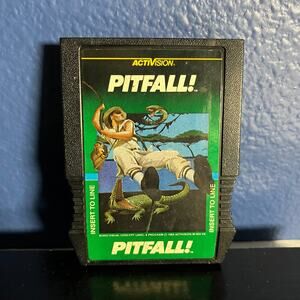 ACTIVISION
PITFALL!
INSERT TO LINE
INSERT TO LINE
PITFALL!